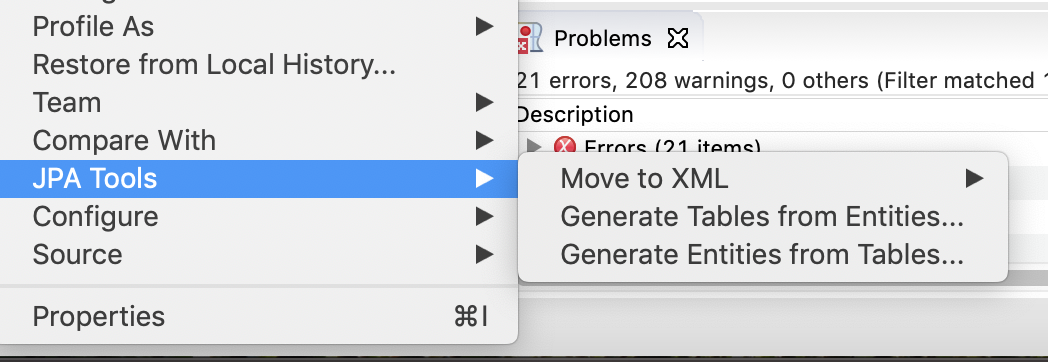 Profile As
Restore from Local History...
Team
Compare With
JPA Tools
Configure
Source
Properties ⌘I
Problems
21 errors, 208 warnings, 0 others (Filter matched
Description
Errors (21 items)
Move to XML
Generate Tables from Entities...
Generate Entities from Tables...